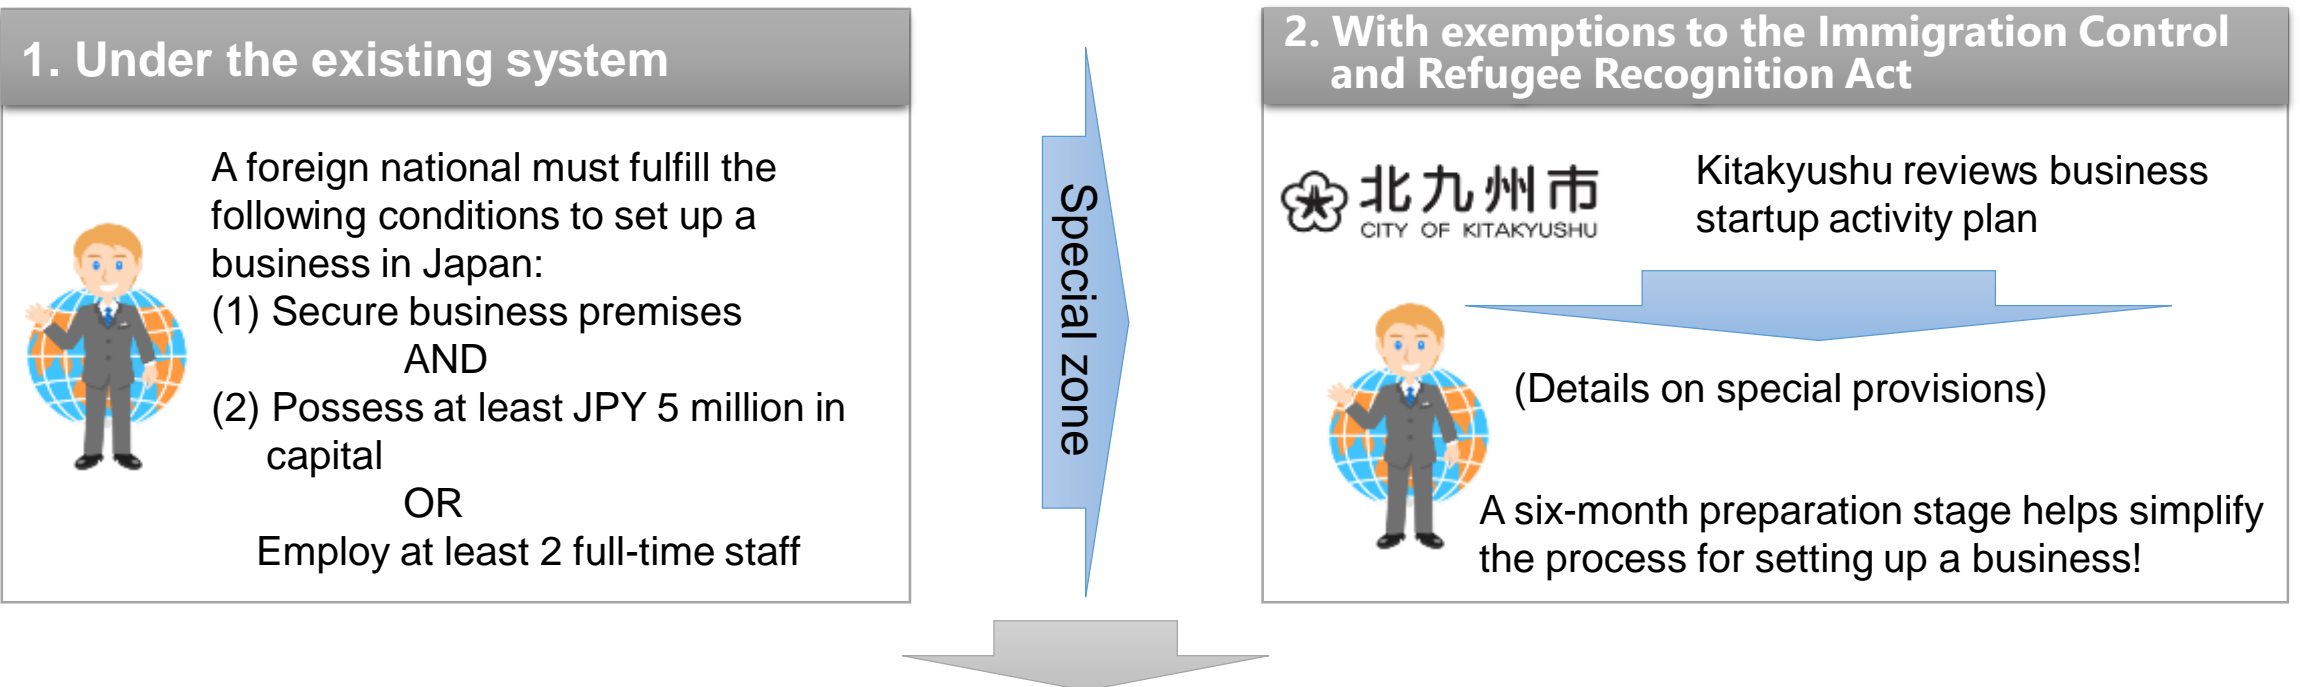 1. Under the existing system
A foreign national must fulfill the
following conditions to set up a
business in Japan:
(1) Secure business premises
AND
(2) Possess at least JPY 5 million in
capital
OR
Employ at least 2 full-time staff
Special zone
2. With exemptions to the Immigration Control
and Refugee Recognition Act
北九州市
CITY OF KITAKYUSHU
Kitakyushu reviews business
startup activity plan
(Details on special provisions)
A six-month preparation stage helps simplify
the process for setting up a business!